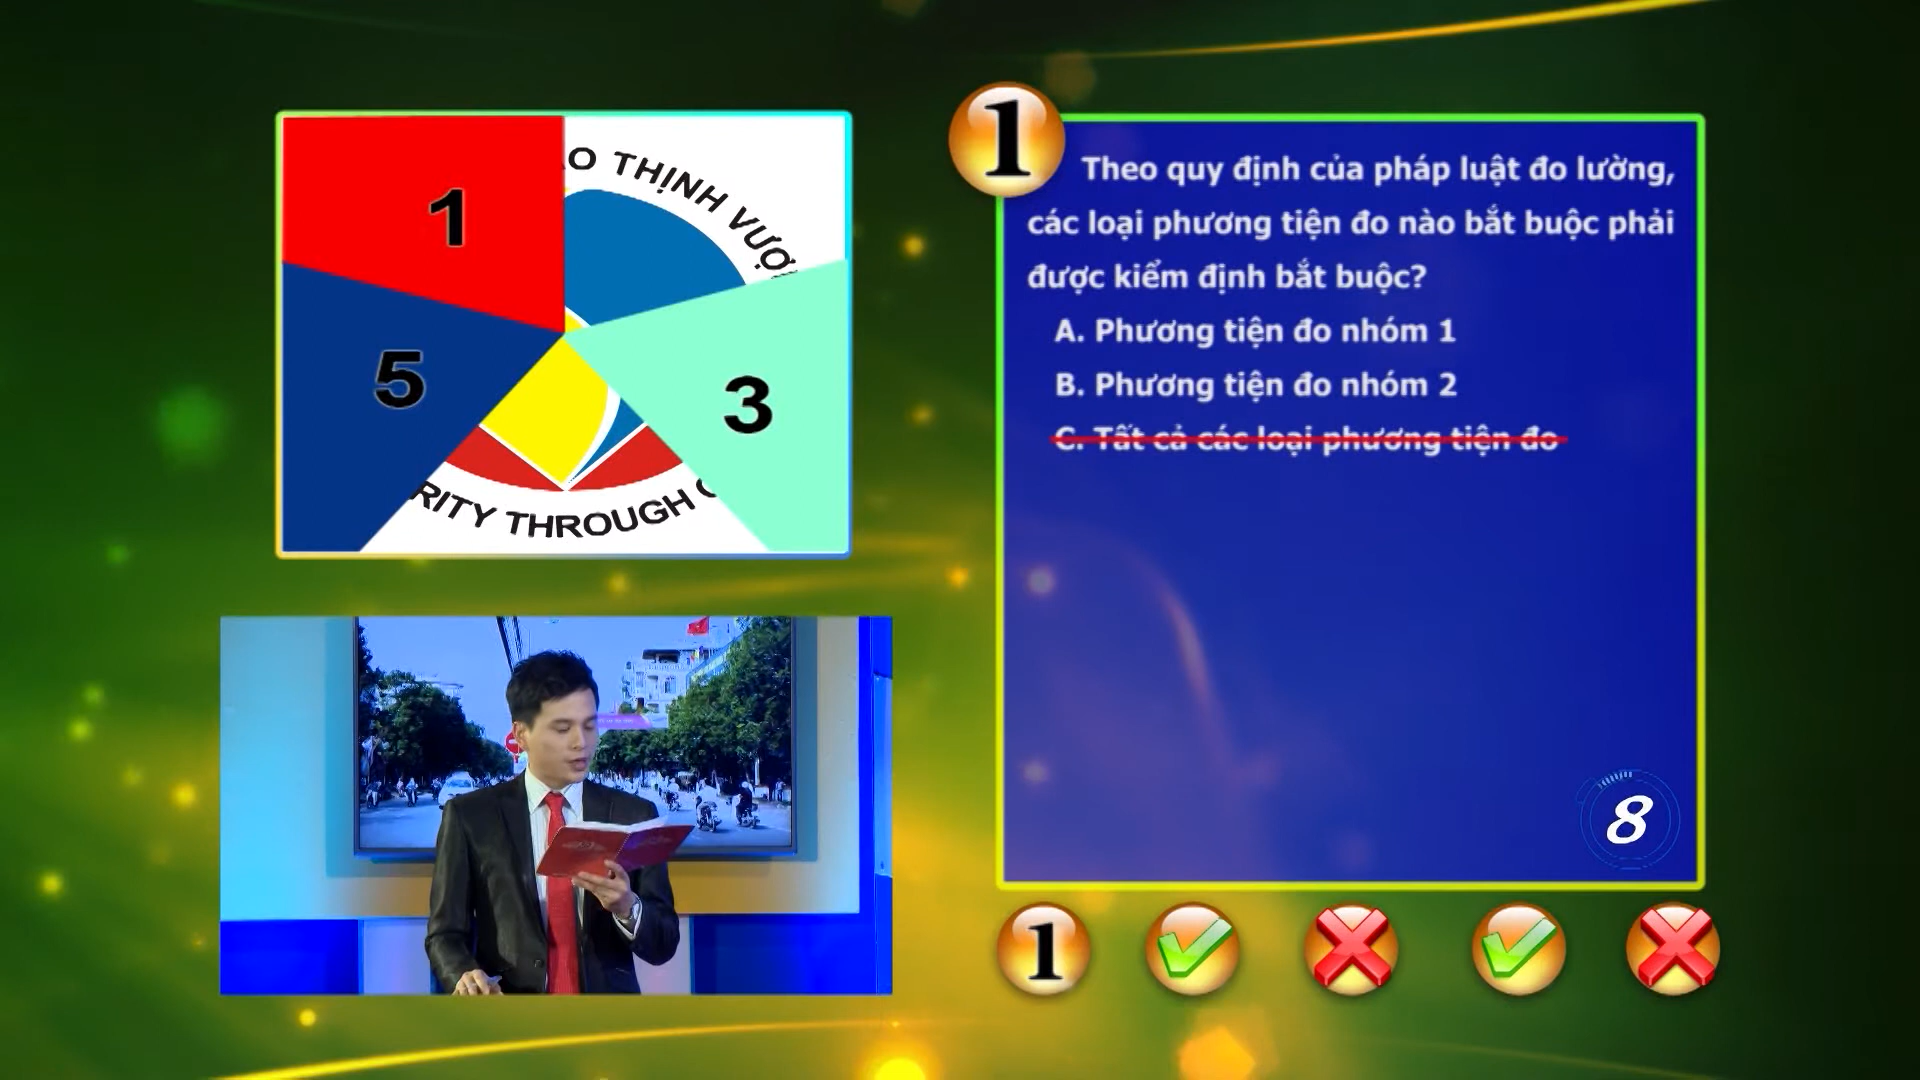 1
ẠO THỊNH VƯỢ
5
3
RITY THROUGH
1
Theo quy định của pháp luật đo lường,
các loại phương tiện đo nào bắt buộc phải
được kiểm định bắt buộc?
A. Phương tiện đo nhóm 1
B. Phương tiện đo nhóm 2
C. Tất cả các loại phương tiện đo
8
1